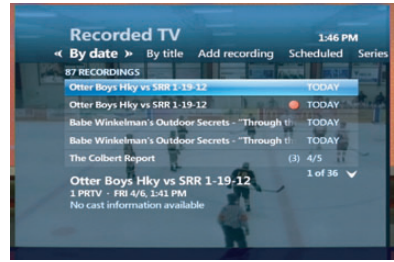 Recorded TV
1:46 PM
« By date » By title Add recording Scheduled Series
87 RECORDINGS
Otter Boys Hky vs SRR 1-19-12 TODAY
Otter Boys Hky vs SRR 1-19-12 TODAY
Babe Winkelman's Outdoor Secrets - "Through th TODAY
Babe Winkelman's Outdoor Secrets - "Through th TODAY
The Colbert Report (3) 4/5
1 of 36
Otter Boys Hky vs SRR 1-19-12
1 PRTV · FRI 4/6, 1:41 PM
No cast information available